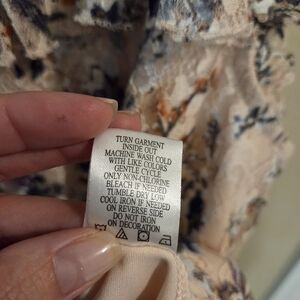 TURN GARMENT
INSIDE OUT
MACHINE WASH COLD
WITH LIKE COLORS
GENTLE CYCLE
ONLY NON-CHLORINE
BLEACH IF NEEDED
TUMBLE DRY LOW
COOL IRON IF NEEDED
ON REVERSE SIDE
DO NOT IRON
ON DECORATION